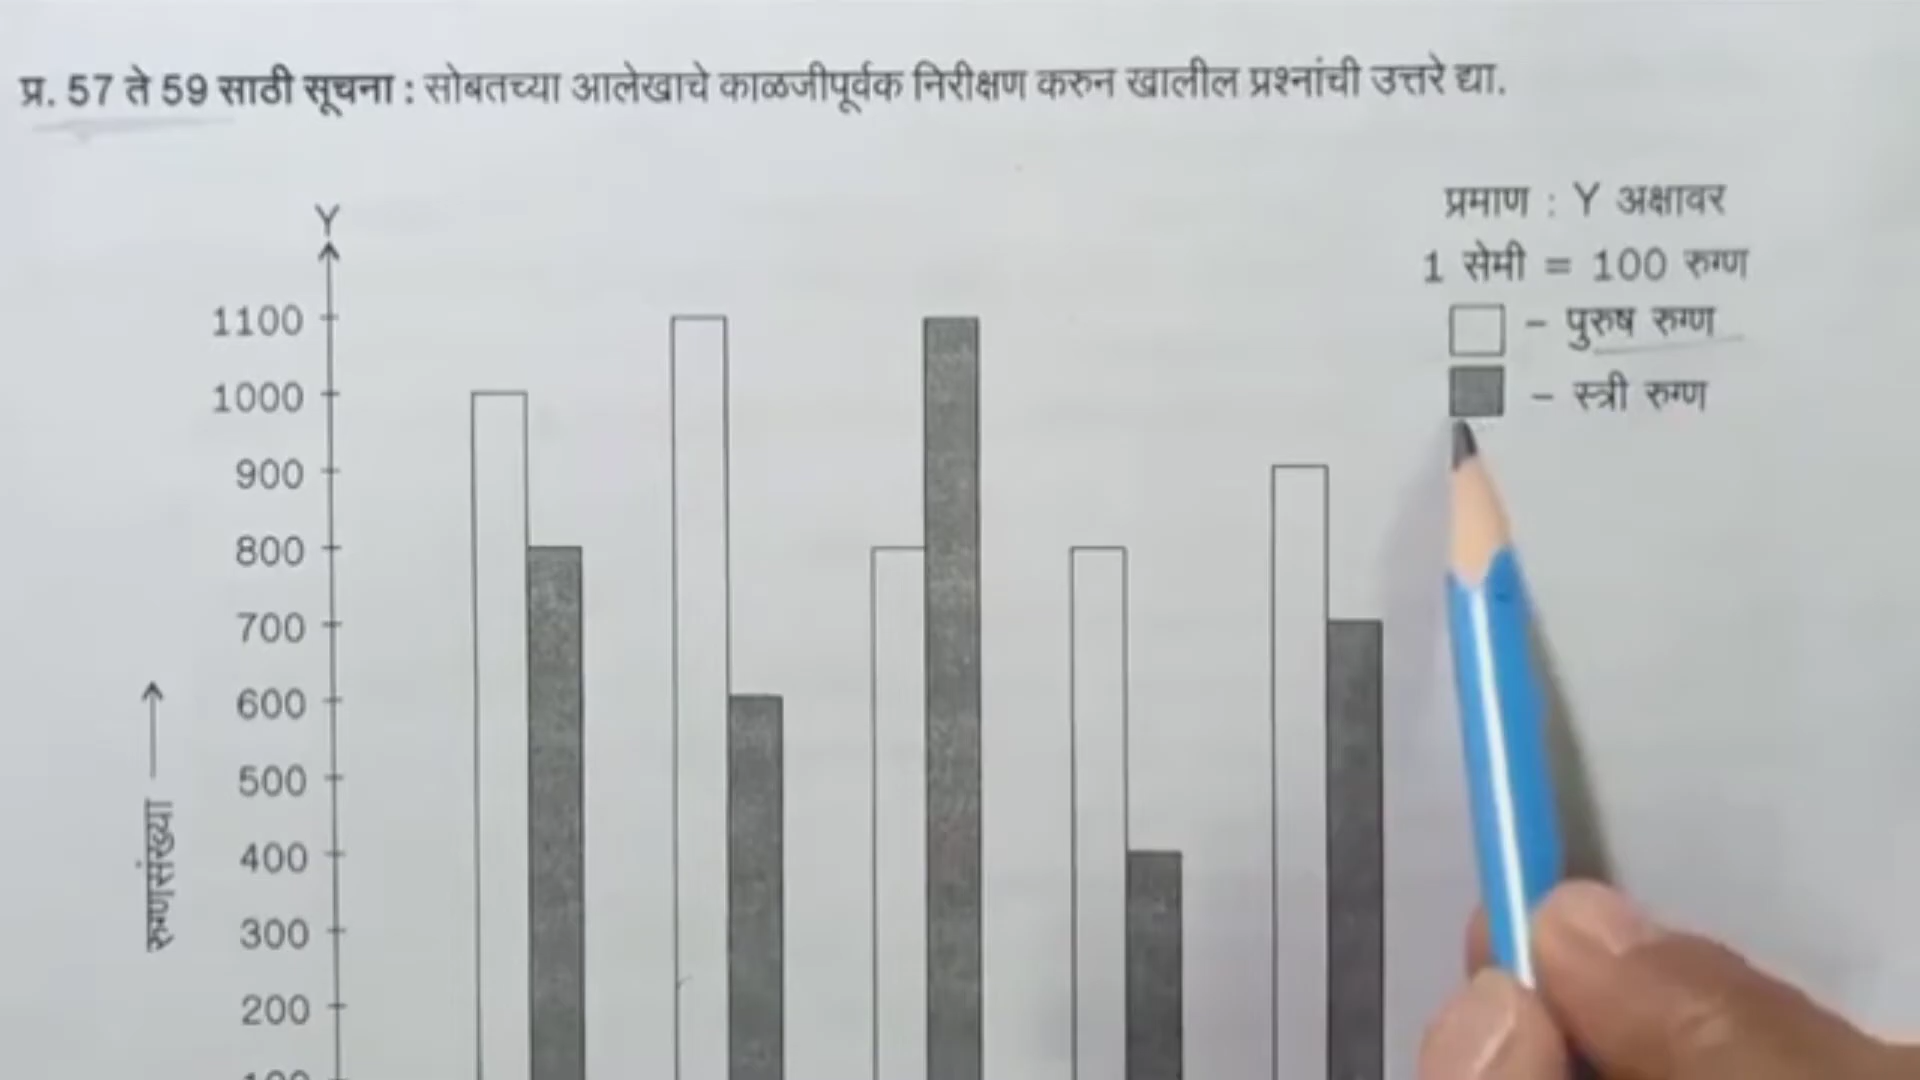 प्र. 57 ते 59 साठी सूचना : सोबतच्या आलेखाचे काळजीपूर्वक निरीक्षण करुन खालील प्रश्नांची उत्तरे द्या.
प्रमाण : Y अक्षावर
1 सेमी = 100 रुग्ण
– पुरुष रुग्ण
– स्त्री रुग्ण
Y
1100
1000
900
800
700
600
500
400
300
200
रुग्णसंख्या